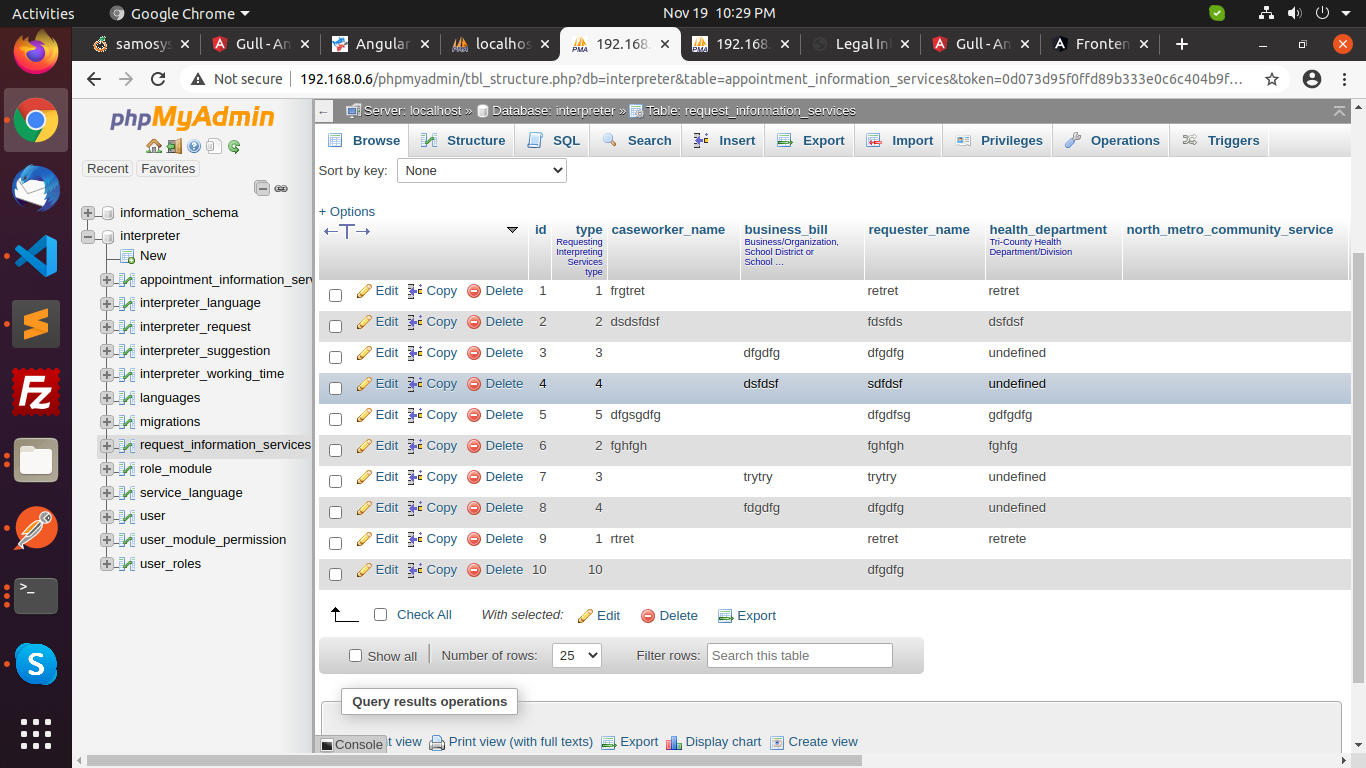 Activities Google Chrome Nov 19 10:29 PM
samosys Gull - An Angular localhos 192.168. 192.168. Legal Inl Gull - An Fronten
Not secure 192.168.0.6/phpmyadmin/tbl_structure.php?db=interpreter&table=appointment_information_services&token=0d073d95f0ffd89b333e0c6c404b9f...
phpMyAdmin
Recent Favorites
information_schema
interpreter
New
appointment_information_serv
interpreter_language
interpreter_request
interpreter_suggestion
interpreter_working_time
languages
migrations
request_information_services
role_module
service_language
user
user_module_permission
user_roles
Server: localhost » Database: interpreter » Table: request_information_services
Browse Structure SQL Search Insert Export Import Privileges Operations Triggers
Sort by key: None
+ Options
id type caseworker_name business_bill requester_name health_department north_metro_community_service
Requesting Business/Organization, Tri-County Health
Interpreting School District or Department/Division
Services School ...
type
Edit Copy Delete 1 1 frgtret retret retret
Edit Copy Delete 2 2 dsdsfdsf fdsfds dsfdsf
Edit Copy Delete 3 3 dfgdfg dfgdfg undefined
Edit Copy Delete 4 4 dsfdsf sdfdsf undefined
Edit Copy Delete 5 5 dfgsgdfg dfgdfsg gdfgdfg
Edit Copy Delete 6 2 fghfgh fghfgh fghfg
Edit Copy Delete 7 3 trytry trytry undefined
Edit Copy Delete 8 4 fdgdfg dfgdfg undefined
Edit Copy Delete 9 1 rtret retret retrete
Edit Copy Delete 10 10 dfgdfg
Check All With selected: Edit Delete Export
Show all Number of rows: 25 Filter rows: Search this table
Query results operations
Console t view Print view (with full texts) Export Display chart Create view